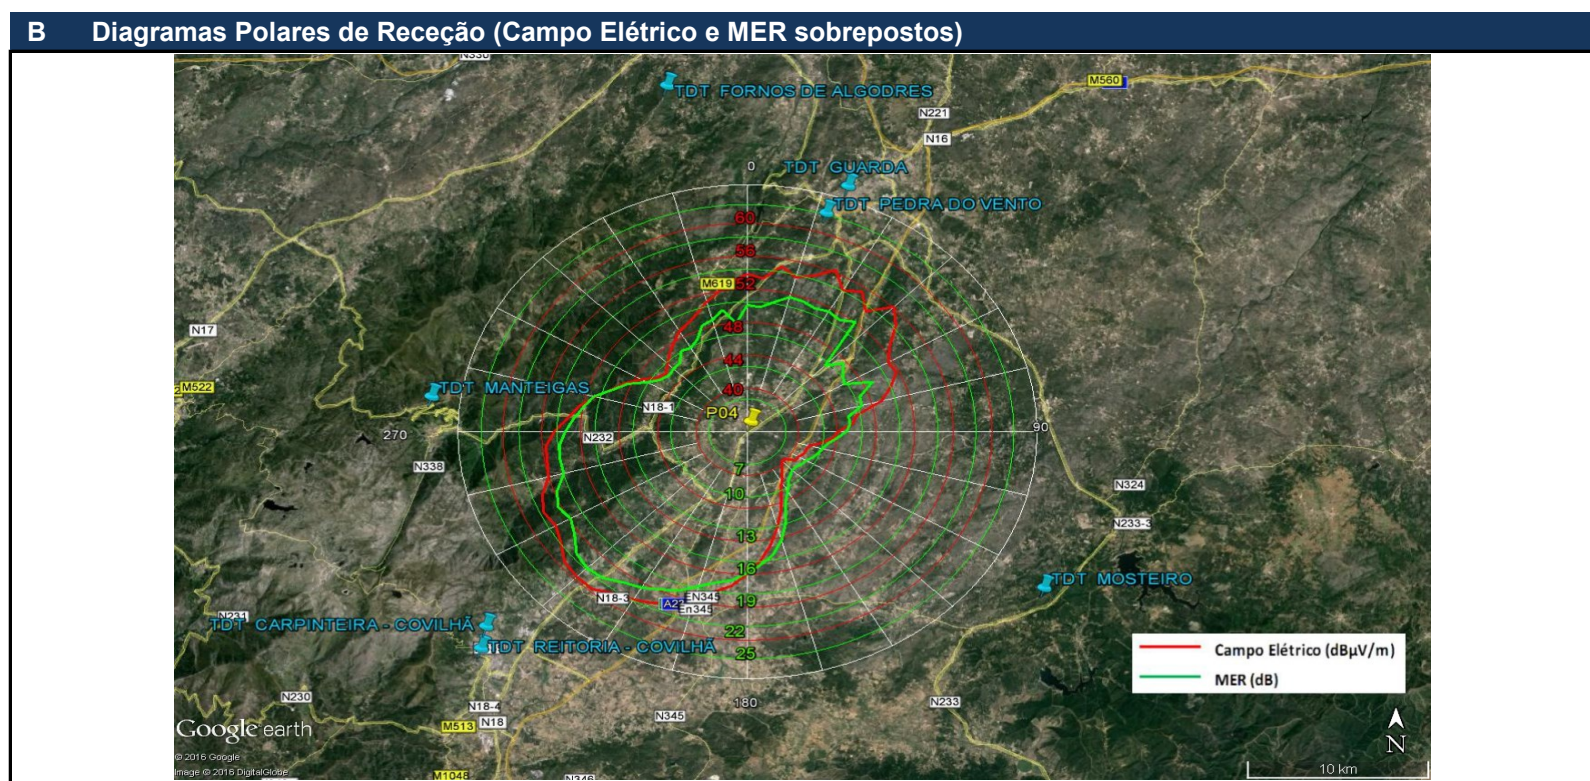 B Diagramas Polares de Receção (Campo Elétrico e MER sobrepostos)
N330
TDT FORNOS DE ALGODRES
M560
N221
N16
0
TDT GUARDA
TDT PEDRA DO VENTO
60
56
M619
52
N17
48
44
M522
TDT MANTEIGAS
40
N18-1
P04
270
N232
90
N338
7
N324
10
N233-3
13
16
TDT MOSTEIRO
N18-3
A23
EN345
En345
19
N231
TDT CARPINTEIRA - COVILHÃ
22
TDT REITORIA - COVILHÃ
25
Campo Elétrico (dBµV/m)
MER (dB)
N230
180
N233
N18-4
N345
M513
N18
Google earth
N
© 2016 Google
Image © 2016 DigitalGlobe
10 km
M1048
N346